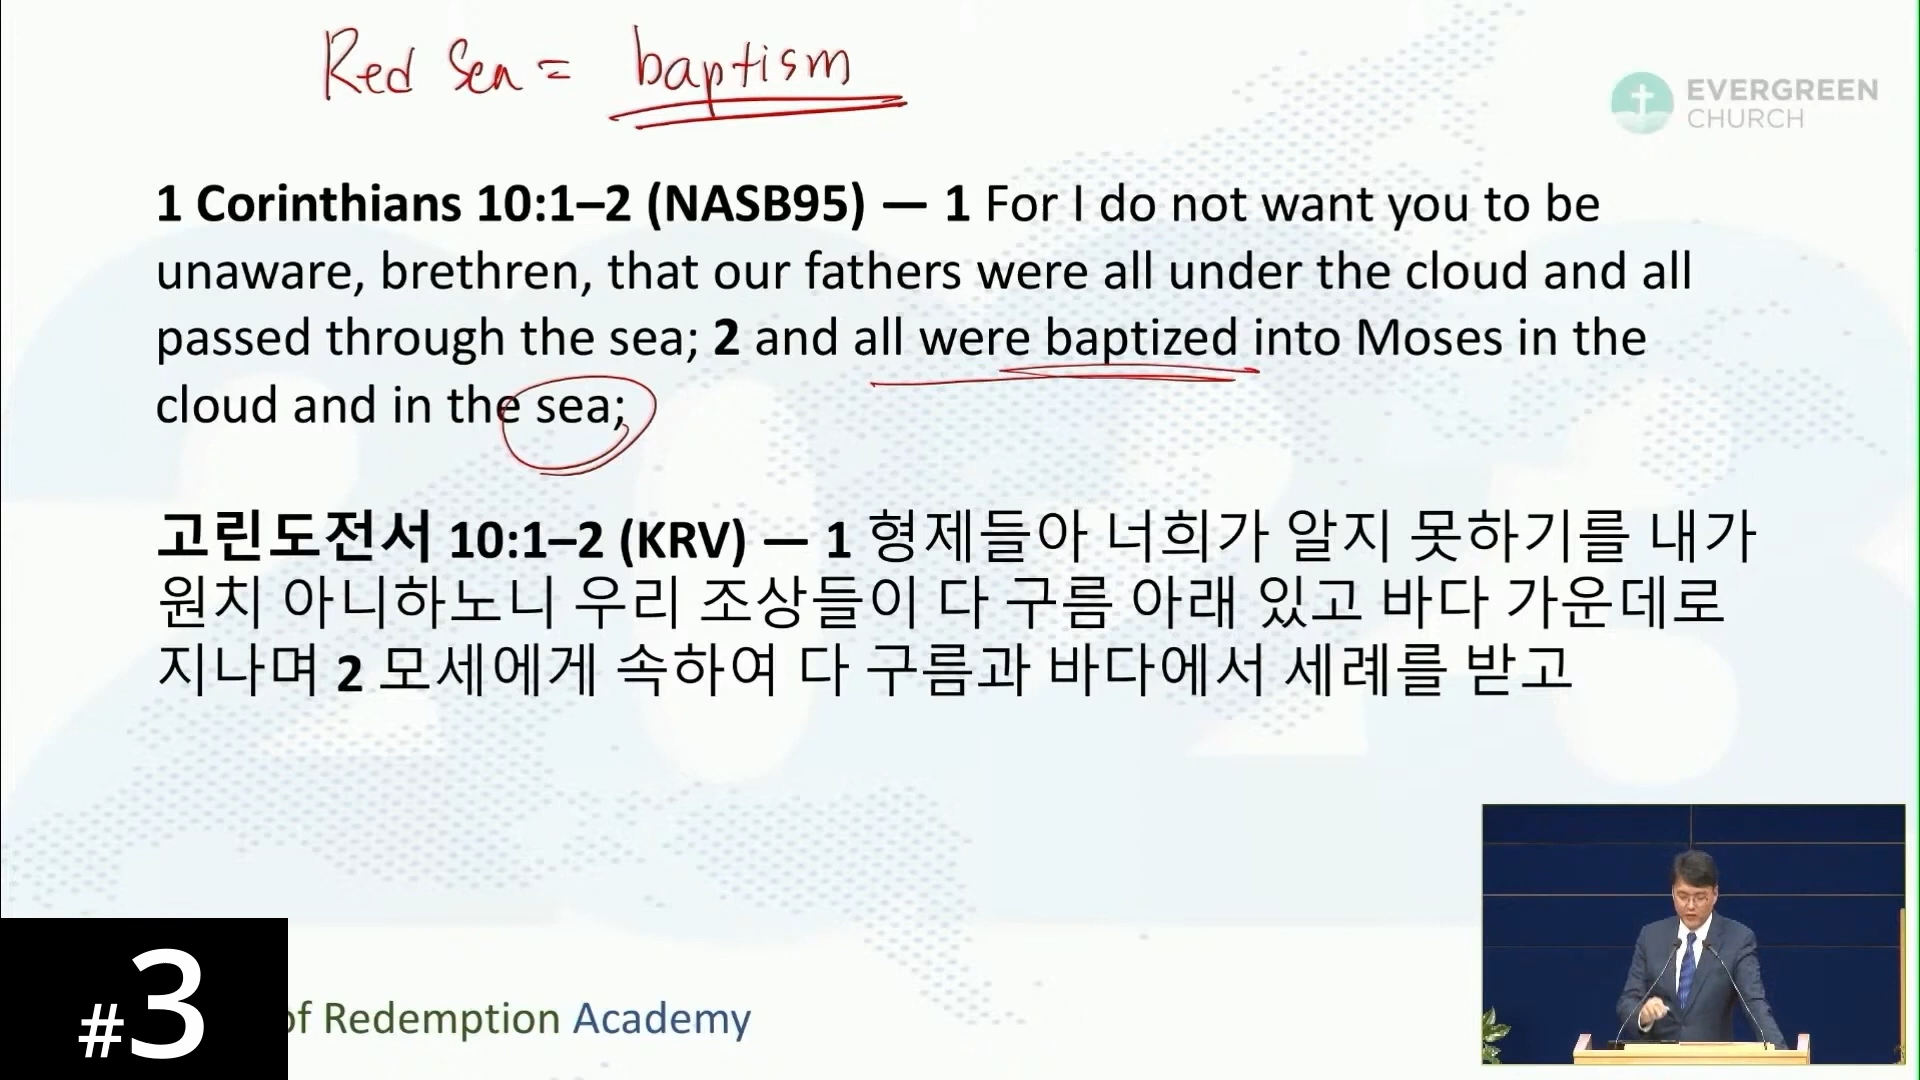 Red Sea = baptism
EVERGREEN
CHURCH
1 Corinthians 10:1–2 (NASB95) — 1 For I do not want you to be
unaware, brethren, that our fathers were all under the cloud and all
passed through the sea; 2 and all were baptized into Moses in the
cloud and in the sea;
고린도전서 10:1–2 (KRV) — 1 형제들아 너희가 알지 못하기를 내가
원치 아니하노니 우리 조상들이 다 구름 아래 있고 바다 가운데로
지나며 2 모세에게 속하여 다 구름과 바다에서 세례를 받고
#3
of Redemption Academy